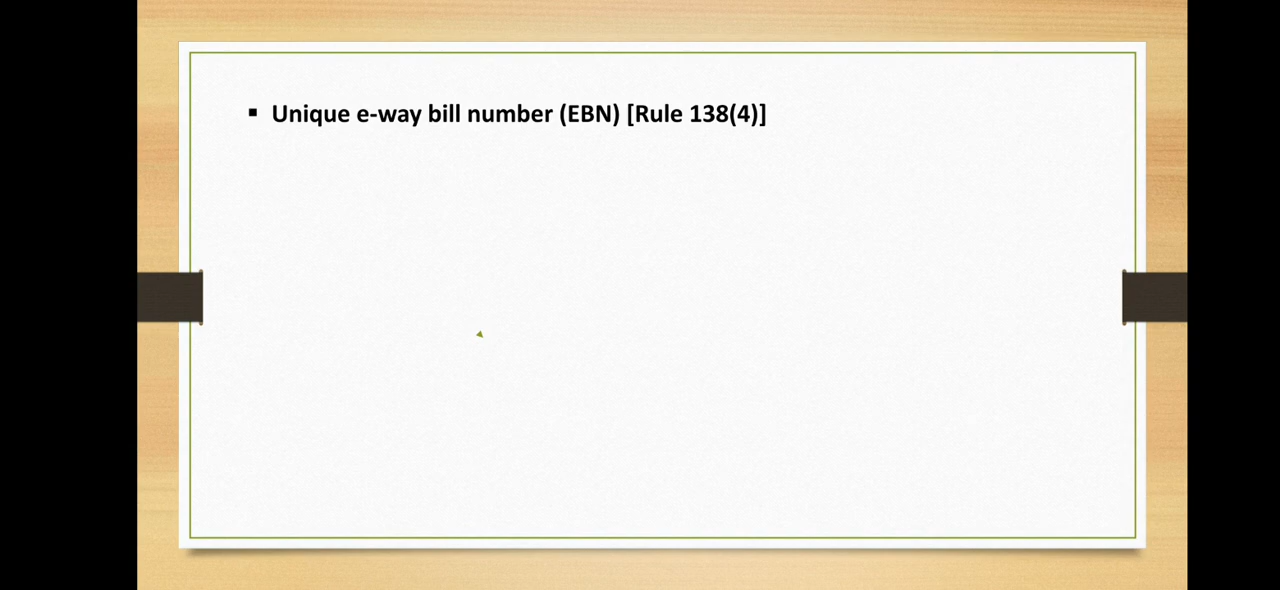 ▪ Unique e-way bill number (EBN) [Rule 138(4)]